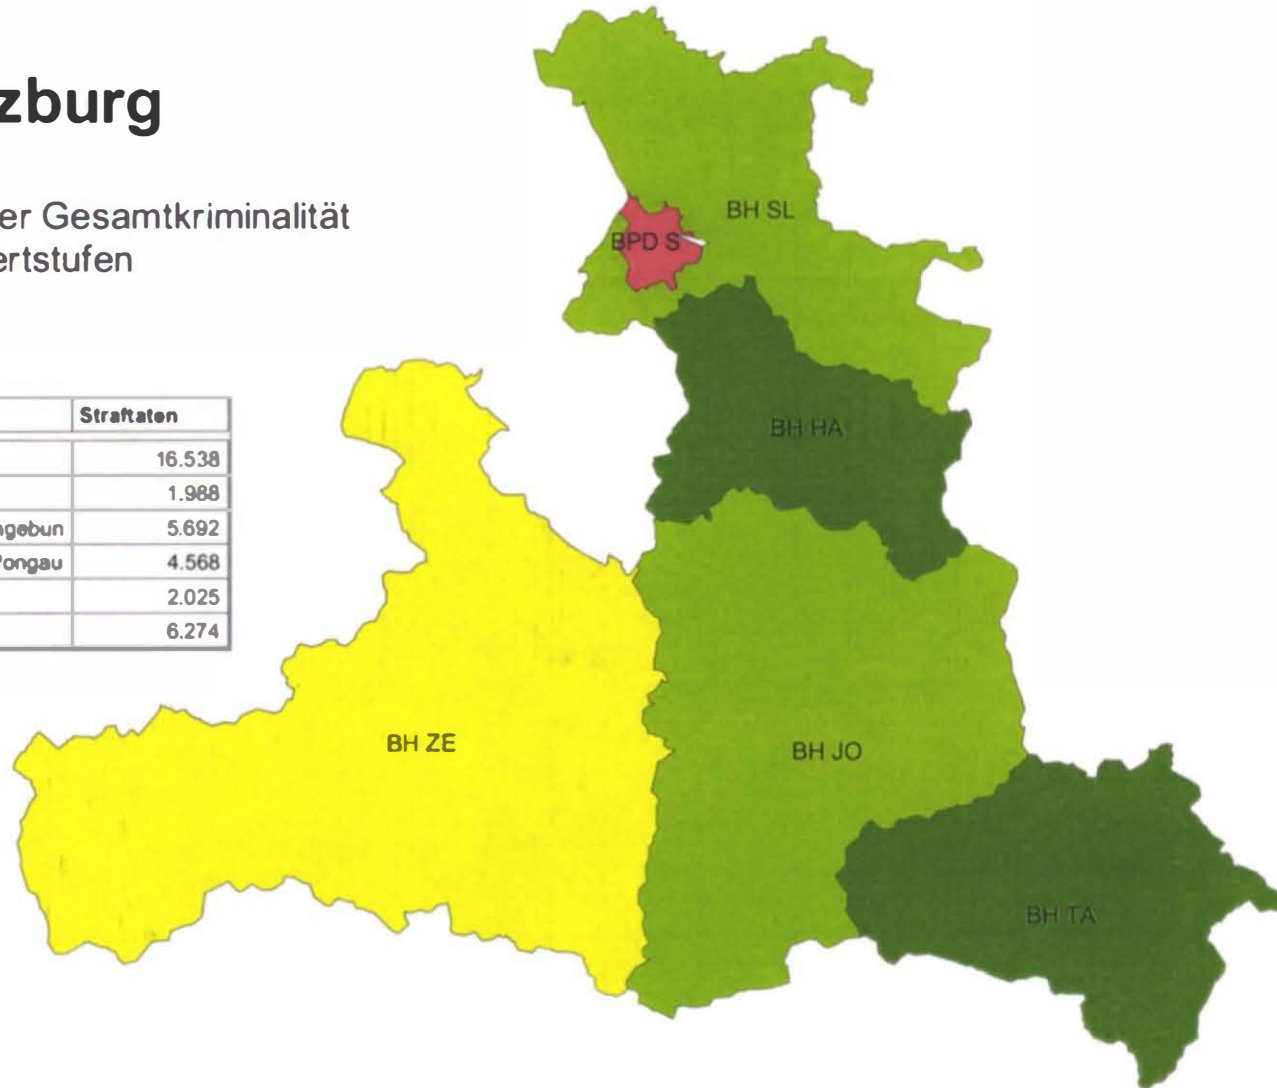 zburg
er Gesamtkriminalität
ertstufen
Straftaten
16.538
1.988
ngebun 5.692
Pongau 4.568
2.025
6.274
BH SL
BPD S
BH HA
BH ZE
BH JO
BH TA